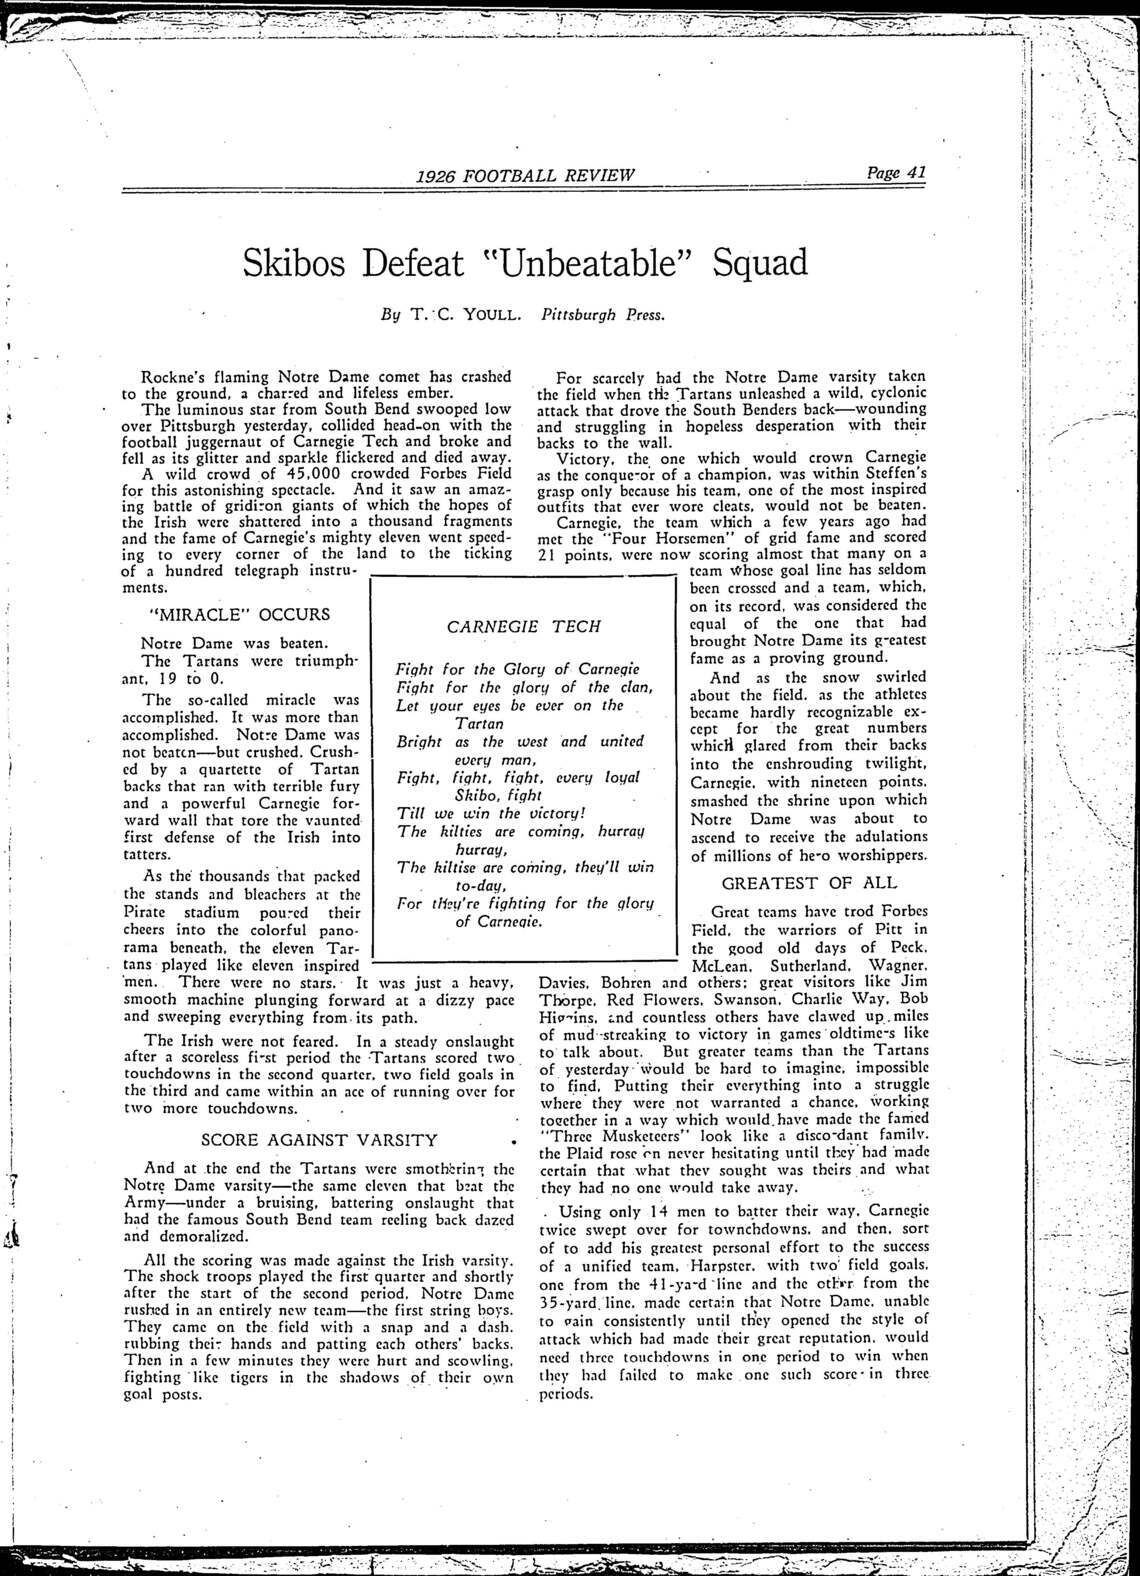 1926 FOOTBALL REVIEW
Page 41
Skibos Defeat "Unbeatable" Squad
By T. C. YOULL. Pittsburgh Press.
Rockne's flaming Notre Dame comet has crashed
to the ground, a charred and lifeless ember.
The luminous star from South Bend swooped low
over Pittsburgh yesterday, collided head-on with the
football juggernaut of Carnegie Tech and broke and
fell as its glitter and sparkle flickered and died away.
A wild crowd of 45,000 crowded Forbes Field
for this astonishing spectacle. And it saw an amaz-
ing battle of gridiron giants of which the hopes of
the Irish were shattered into a thousand fragments
and the fame of Carnegie's mighty eleven went speed-
ing to every corner of the land to the ticking
of a hundred telegraph instru-
ments.
"MIRACLE" OCCURS
Notre Dame was beaten.
The Tartans were triumph-
ant, 19 to 0.
The so-called miracle was
accomplished. It was more than
accomplished. Notre Dame was
not beaten—but crushed. Crush-
ed by a quartette of Tartan
backs that ran with terrible fury
and a powerful Carnegie for-
ward wall that tore the vaunted
first defense of the Irish into
tatters.
As the thousands that packed
the stands and bleachers at the
Pirate stadium poured their
cheers into the colorful pano-
rama beneath, the eleven Tar-
tans played like eleven inspired
men. There were no stars. It was just a heavy,
smooth machine plunging forward at a dizzy pace
and sweeping everything from its path.
The Irish were not feared. In a steady onslaught
after a scoreless first period the Tartans scored two
touchdowns in the second quarter, two field goals in
the third and came within an ace of running over for
two more touchdowns.
SCORE AGAINST VARSITY
And at the end the Tartans were smothering the
Notre Dame varsity—the same eleven that beat the
Army—under a bruising, battering onslaught that
had the famous South Bend team reeling back dazed
and demoralized.
All the scoring was made against the Irish varsity.
The shock troops played the first quarter and shortly
after the start of the second period, Notre Dame
rushed in an entirely new team—the first string boys.
They came on the field with a snap and a dash,
rubbing their hands and patting each others' backs.
Then in a few minutes they were hurt and scowling,
fighting like tigers in the shadows of their own
goal posts.
CARNEGIE TECH
Fight for the Glory of Carnegie
Fight for the glory of the clan,
Let your eyes be ever on the
Tartan
Bright as the west and united
every man,
Fight, fight, fight, every loyal
Skibo, fight
Till we win the victory!
The kilties are coming, hurray
hurray,
The kiltise are coming, they'll win
to-day,
For they're fighting for the glory
of Carnegie.
For scarcely had the Notre Dame varsity taken
the field when the Tartans unleashed a wild, cyclonic
attack that drove the South Benders back—wounding
and struggling in hopeless desperation with their
backs to the wall.
Victory, the one which would crown Carnegie
as the conqueror of a champion, was within Steffen's
grasp only because his team, one of the most inspired
outfits that ever wore cleats, would not be beaten.
Carnegie, the team which a few years ago had
met the "Four Horsemen" of grid fame and scored
21 points, were now scoring almost that many on a
team whose goal line has seldom
been crossed and a team, which,
on its record, was considered the
equal of the one that had
brought Notre Dame its greatest
fame as a proving ground.
And as the snow swirled
about the field, as the athletes
became hardly recognizable ex-
cept for the great numbers
which glared from their backs
into the enshrouding twilight,
Carnegie, with nineteen points,
smashed the shrine upon which
Notre Dame was about to
ascend to receive the adulations
of millions of hero worshippers.
GREATEST OF ALL
Great teams have trod Forbes
Field, the warriors of Pitt in
the good old days of Peck,
McLean, Sutherland, Wagner,
Davies, Bohren and others; great visitors like Jim
Thorpe, Red Flowers, Swanson, Charlie Way, Bob
Higgins, and countless others have clawed up miles
of mud streaking to victory in games oldtimers like
to talk about. But greater teams than the Tartans
of yesterday would be hard to imagine, impossible
to find. Putting their everything into a struggle
where they were not warranted a chance, working
together in a way which would have made the famed
"Three Musketeers" look like a discordant family,
the Plaid rose on never hesitating until they had made
certain that what they sought was theirs and what
they had no one would take away.
Using only 14 men to batter their way, Carnegie
twice swept over for townchdowns, and then, sort
of to add his greatest personal effort to the success
of a unified team, Harpster, with two field goals,
one from the 41-yard line and the other from the
35-yard line, made certain that Notre Dame, unable
to gain consistently until they opened the style of
attack which had made their great reputation, would
need three touchdowns in one period to win when
they had failed to make one such score in three
periods.